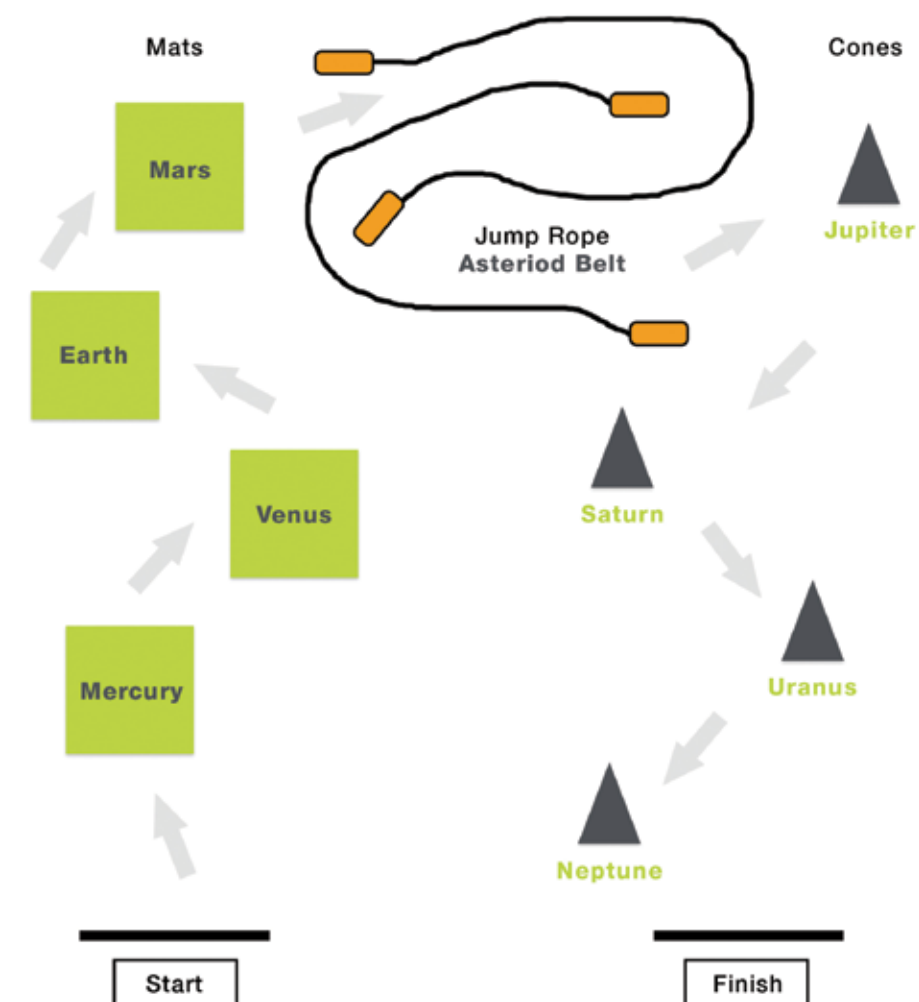 Mats
Cones
Mars
Jupiter
Jump Rope
Asteriod Belt
Earth
Venus
Saturn
Mercury
Uranus
Neptune
Start
Finish